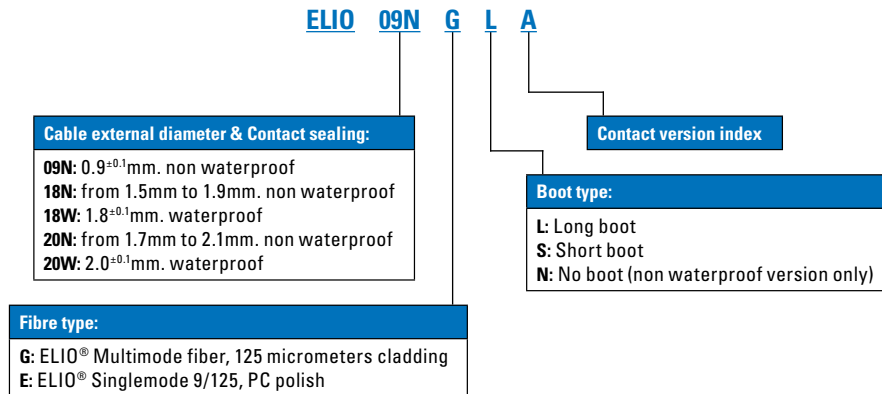 ELIO 09N G L A
Cable external diameter & Contact sealing:
09N: 0.9±0.1mm. non waterproof
18N: from 1.5mm to 1.9mm. non waterproof
18W: 1.8±0.1mm. waterproof
20N: from 1.7mm to 2.1mm. non waterproof
20W: 2.0±0.1mm. waterproof
Contact version index
Boot type:
L: Long boot
S: Short boot
N: No boot (non waterproof version only)
Fibre type:
G: ELIO® Multimode fiber, 125 micrometers cladding
E: ELIO® Singlemode 9/125, PC polish